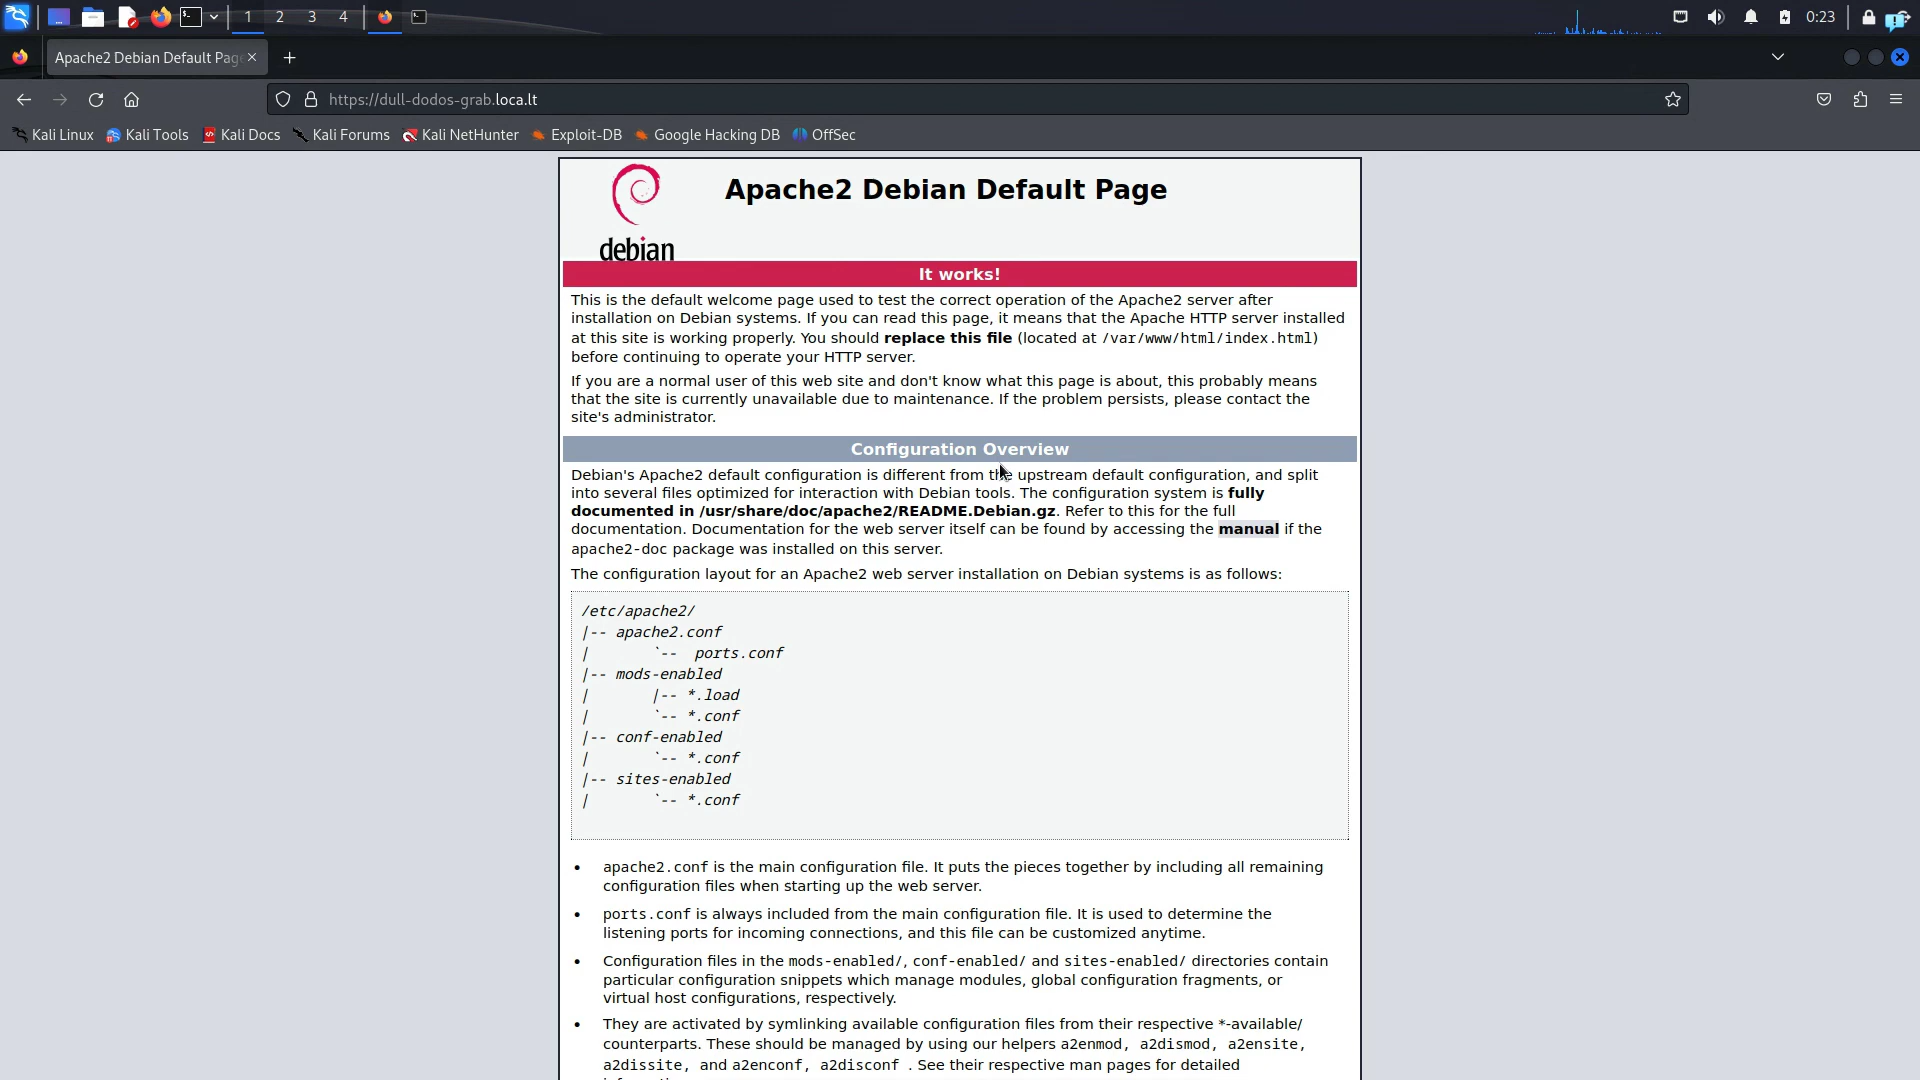 1 2 3 4
0:23
Apache2 Debian Default Pag
https://dull-dodos-grab.loca.lt
Kali Linux Kali Tools Kali Docs Kali Forums Kali NetHunter Exploit-DB Google Hacking DB OffSec
debian
Apache2 Debian Default Page
It works!
This is the default welcome page used to test the correct operation of the Apache2 server after
installation on Debian systems. If you can read this page, it means that the Apache HTTP server installed
at this site is working properly. You should replace this file (located at /var/www/html/index.html)
before continuing to operate your HTTP server.
If you are a normal user of this web site and don't know what this page is about, this probably means
that the site is currently unavailable due to maintenance. If the problem persists, please contact the
site's administrator.
Configuration Overview
Debian's Apache2 default configuration is different from the upstream default configuration, and split
into several files optimized for interaction with Debian tools. The configuration system is fully
documented in /usr/share/doc/apache2/README.Debian.gz. Refer to this for the full
documentation. Documentation for the web server itself can be found by accessing the manual if the
apache2-doc package was installed on this server.
The configuration layout for an Apache2 web server installation on Debian systems is as follows:
/etc/apache2/
|-- apache2.conf
|       `--  ports.conf
|-- mods-enabled
|       |-- *.load
|       `-- *.conf
|-- conf-enabled
|       `-- *.conf
|-- sites-enabled
|       `-- *.conf
• apache2.conf is the main configuration file. It puts the pieces together by including all remaining
configuration files when starting up the web server.
• ports.conf is always included from the main configuration file. It is used to determine the
listening ports for incoming connections, and this file can be customized anytime.
• Configuration files in the mods-enabled/, conf-enabled/ and sites-enabled/ directories contain
particular configuration snippets which manage modules, global configuration fragments, or
virtual host configurations, respectively.
• They are activated by symlinking available configuration files from their respective *-available/
counterparts. These should be managed by using our helpers a2enmod, a2dismod, a2ensite,
a2dissite, and a2enconf, a2disconf . See their respective man pages for detailed